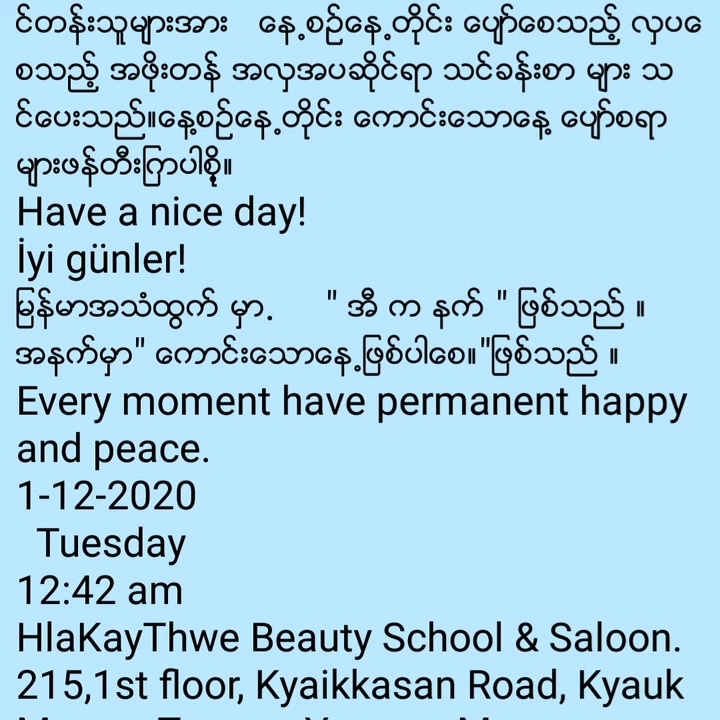 င်တန်းသူများအား နေ့စဉ်နေ့တိုင်း ပျော်စေသည့် လှပေ
စသည့် အဖိုးတန် အလှအပဆိုင်ရာ သင်ခန်းစာ များ သ
င်ပေးသည်။နေ့စဉ်နေ့တိုင်း ကောင်းသောနေ့ ပျော်စရာ
များဖန်တီးကြပါစို့။
Have a nice day!
İyi günler!
မြန်မာအသံထွက် မှာ. " အီ က နက် " ဖြစ်သည် ။
အနက်မှာ" ကောင်းသောနေ့ဖြစ်ပါစေ။"ဖြစ်သည် ။
Every moment have permanent happy
and peace.
1-12-2020
Tuesday
12:42 am
HlaKayThwe Beauty School & Saloon.
215,1st floor, Kyaikkasan Road, Kyauk